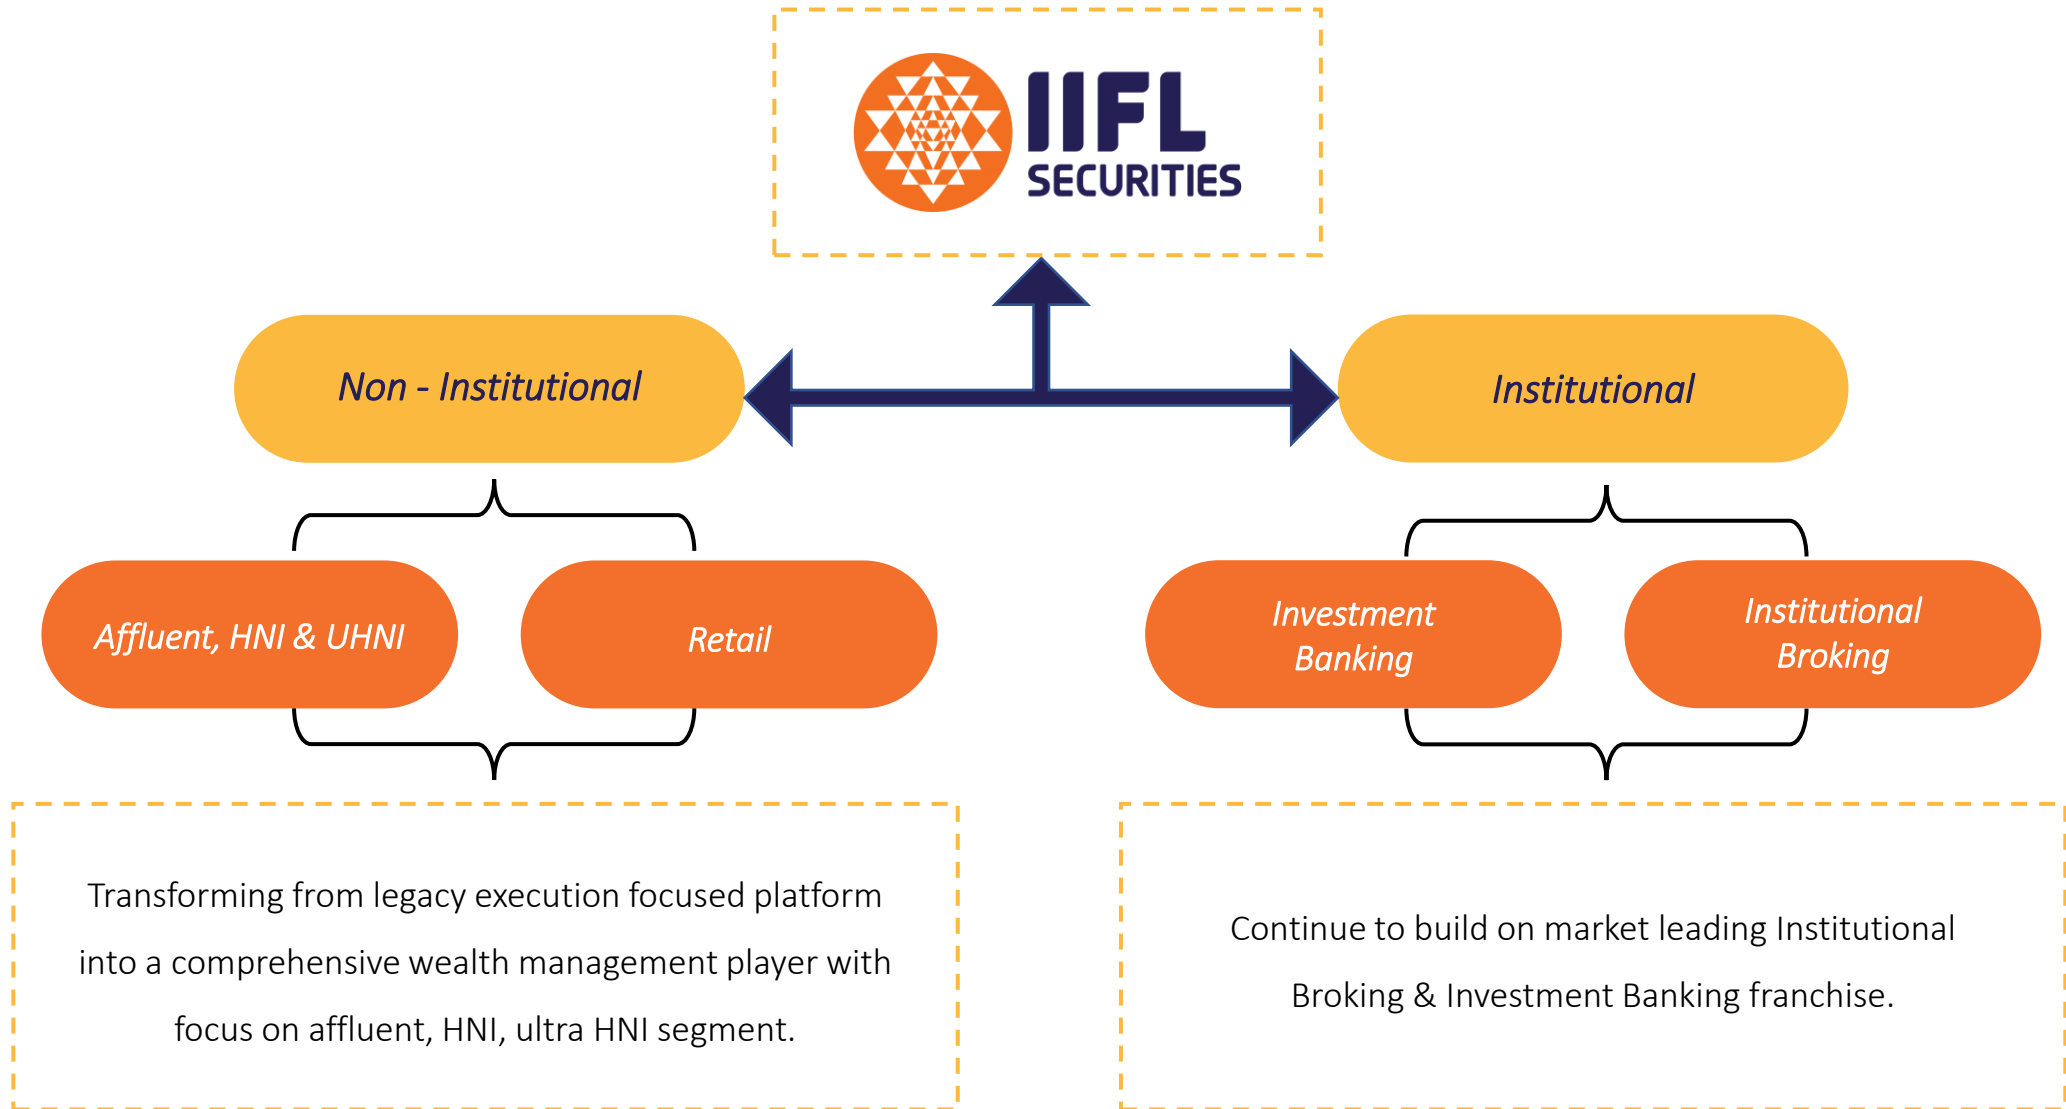 IIFL
SECURITIES
Non - Institutional
Institutional
Affluent, HNI & UHNI
Retail
Investment
Banking
Institutional
Broking
Transforming from legacy execution focused platform
into a comprehensive wealth management player with
focus on affluent, HNI, ultra HNI segment.
Continue to build on market leading Institutional
Broking & Investment Banking franchise.